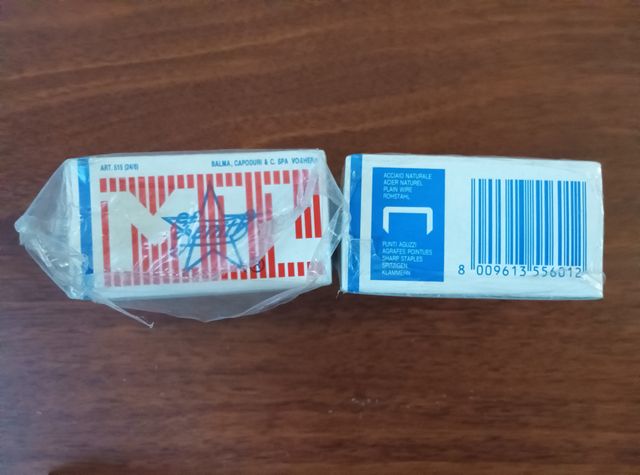 ART. 515 (24/6)
BALMA, CAPODURI & C. SPA VOGHERA
ACCIAIO NATURALE
ACIER NATUREL
PLAIN WIRE
ROHSTAHL
PUNTI AGUZZI
AGRAFES POINTUES
SHARP STAPLES
SPITZIGEN
KLAMMERN
8 009613 556012